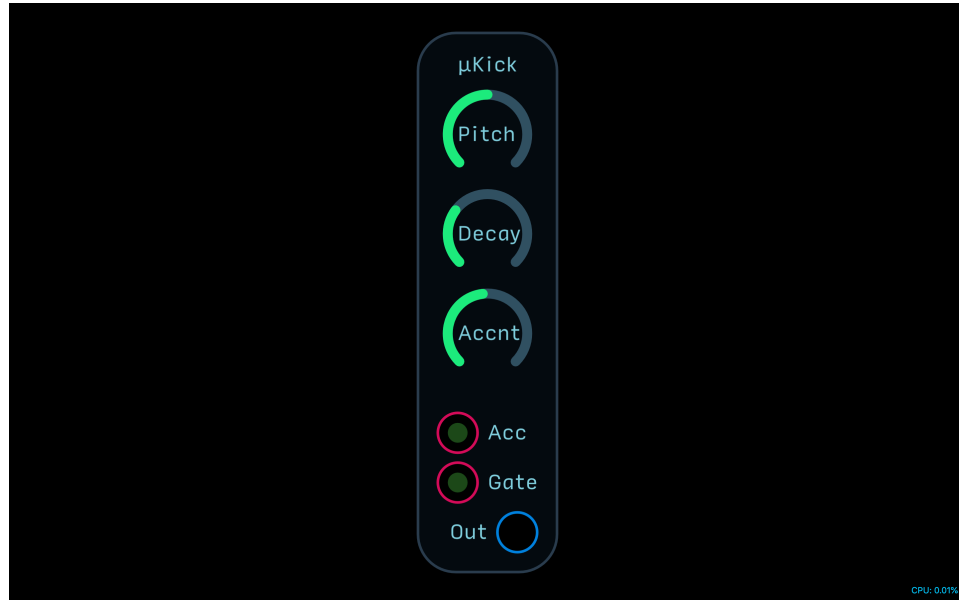 µKick
Pitch
Decay
Accnt
Acc
Gate
Out
CPU: 0.01%